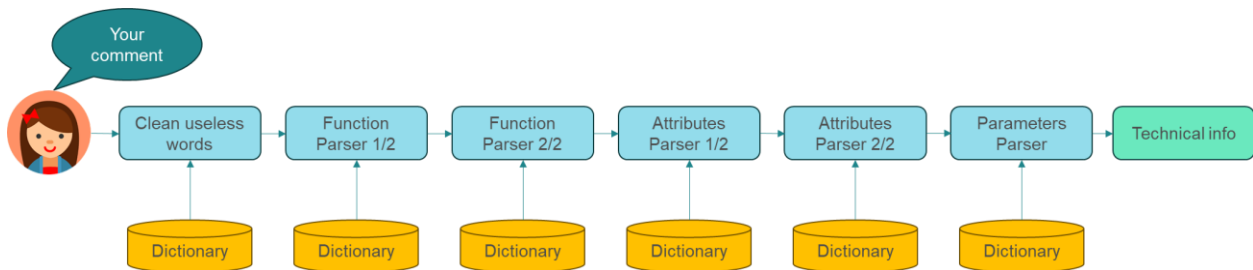 Your
comment
Clean useless
words
Function
Parser 1/2
Function
Parser 2/2
Attributes
Parser 1/2
Attributes
Parser 2/2
Parameters
Parser
Technical info
Dictionary
Dictionary
Dictionary
Dictionary
Dictionary
Dictionary